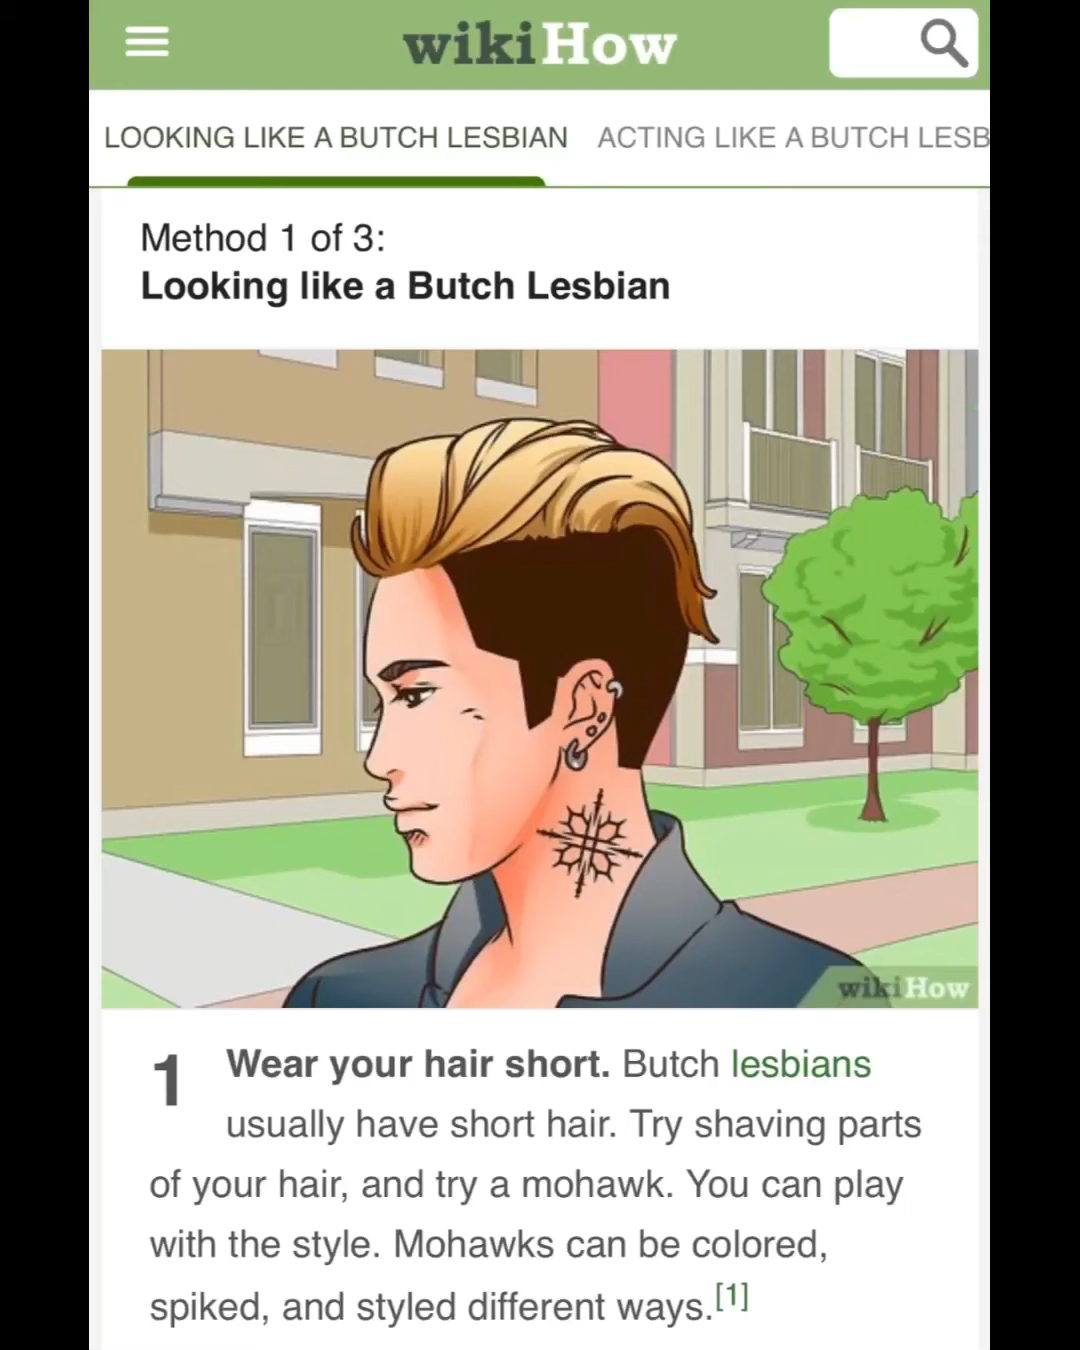 wikiHow
LOOKING LIKE A BUTCH LESBIAN ACTING LIKE A BUTCH LESB
Method 1 of 3:
Looking like a Butch Lesbian
wikiHow
1 Wear your hair short. Butch lesbians
usually have short hair. Try shaving parts
of your hair, and try a mohawk. You can play
with the style. Mohawks can be colored,
spiked, and styled different ways.[1]